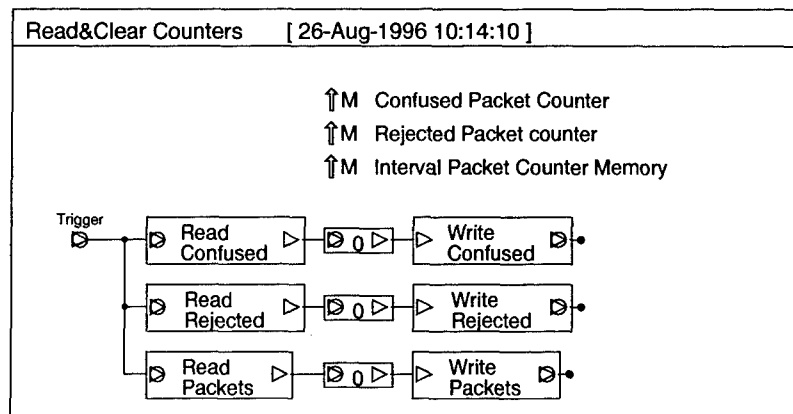 Read&Clear Counters [ 26-Aug-1996 10:14:10 ]
⇑M Confused Packet Counter
⇑M Rejected Packet counter
⇑M Interval Packet Counter Memory
Trigger
Read
Confused
0
Write
Confused
Read
Rejected
0
Write
Rejected
Read
Packets
0
Write
Packets